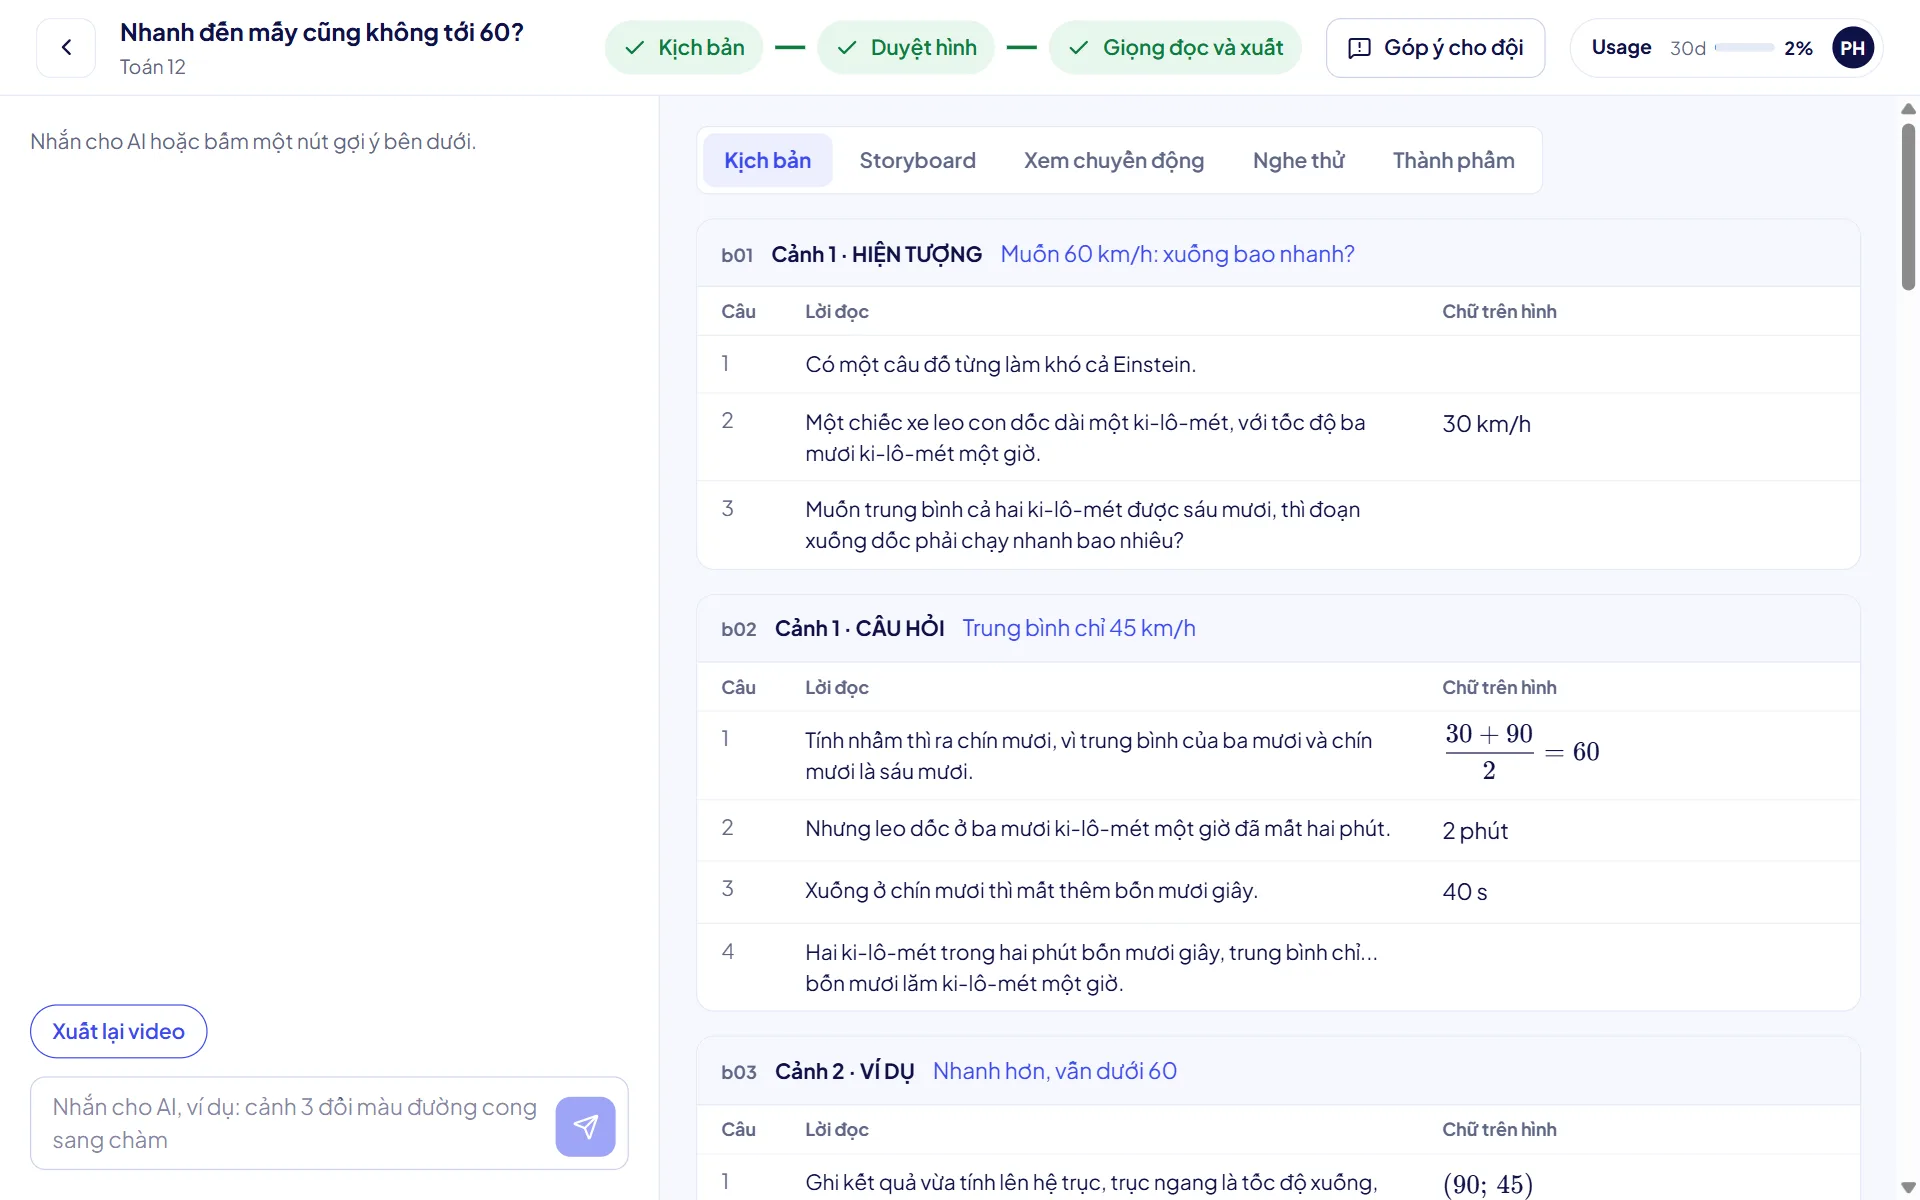 Nhanh đến mấy cũng không tới 60?
Toán 12
Kịch bản
Duyệt hình
Giọng đọc và xuất
Góp ý cho đội
Usage 30d 2% PH
Nhắn cho AI hoặc bấm một nút gợi ý bên dưới.
Xuất lại video
Nhắn cho AI, ví dụ: cảnh 3 đổi màu đường cong
sang chàm
Kịch bản Storyboard Xem chuyển động Nghe thử Thành phẩm
b01 Cảnh 1 · HIỆN TƯỢNG Muốn 60 km/h: xuống bao nhanh?
Câu Lời đọc Chữ trên hình
1 Có một câu đố từng làm khó cả Einstein.
2 Một chiếc xe leo con dốc dài một ki-lô-mét, với tốc độ ba 30 km/h
mươi ki-lô-mét một giờ.
3 Muốn trung bình cả hai ki-lô-mét được sáu mươi, thì đoạn
xuống dốc phải chạy nhanh bao nhiêu?
b02 Cảnh 1 · CÂU HỎI Trung bình chỉ 45 km/h
Câu Lời đọc Chữ trên hình
1 Tính nhẩm thì ra chín mươi, vì trung bình của ba mươi và chín \frac{30 + 90}{2} = 60
mươi là sáu mươi.
2 Nhưng leo dốc ở ba mươi ki-lô-mét một giờ đã mất hai phút. 2 phút
3 Xuống ở chín mươi thì mất thêm bốn mươi giây. 40 s
4 Hai ki-lô-mét trong hai phút bốn mươi giây, trung bình chỉ...
bốn mươi lăm ki-lô-mét một giờ.
b03 Cảnh 2 · VÍ DỤ Nhanh hơn, vẫn dưới 60
Câu Lời đọc Chữ trên hình
1 Ghi kết quả vừa tính lên hệ trục, trục ngang là tốc độ xuống, (90; 45)